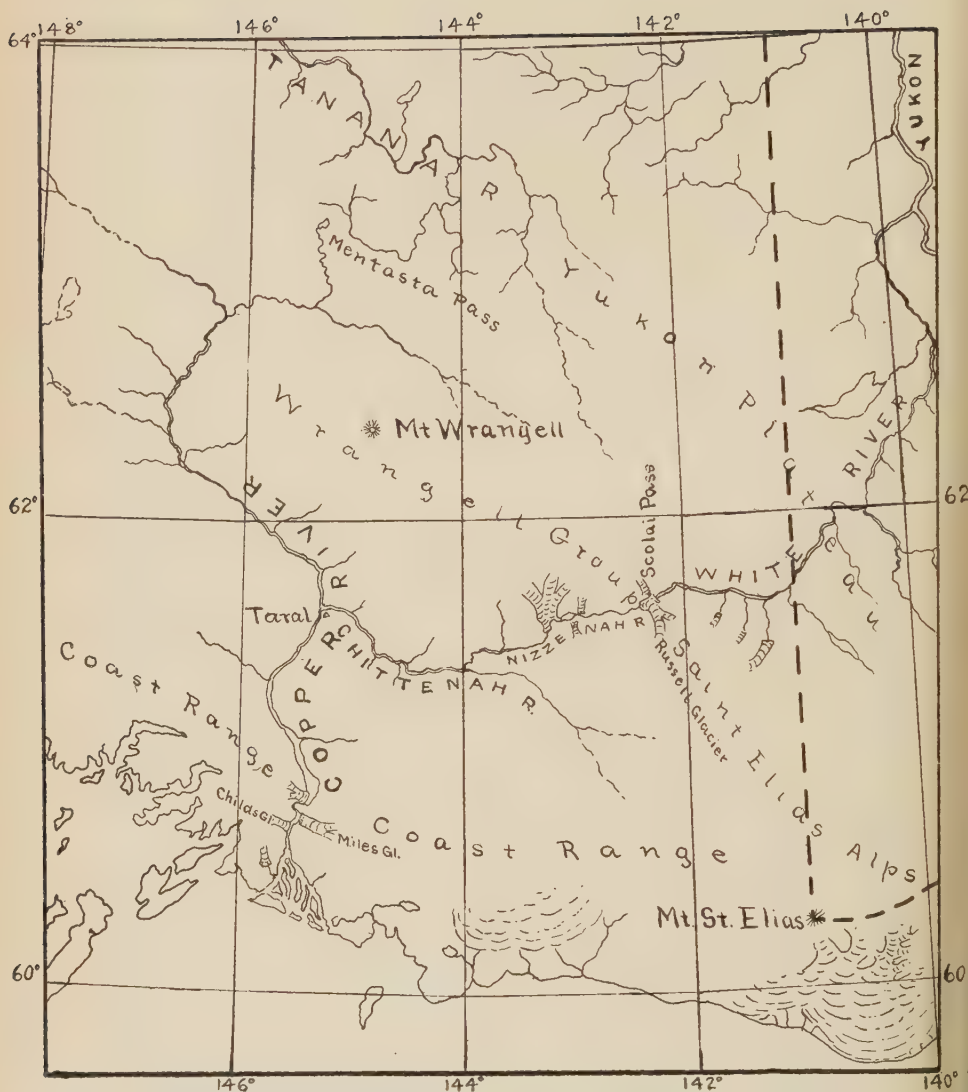 148° 146° 144° 142° 140°
64°
TANANAR
YUKON
Mentasta Pass
Yukon Plateau
Wrangell Group
Mt Wrangell
62°
62
Scolai Pass
WHITE RIVER
COPPER RIVER
Taral
CHITTENAH R.
NIZZENAH R
Russell Glacier
Saint Elias Alps
Coast Range
Childs Gl.
Miles Gl.
Coast Range
Mt. St. Elias
60°
60
146° 144° 142° 140°